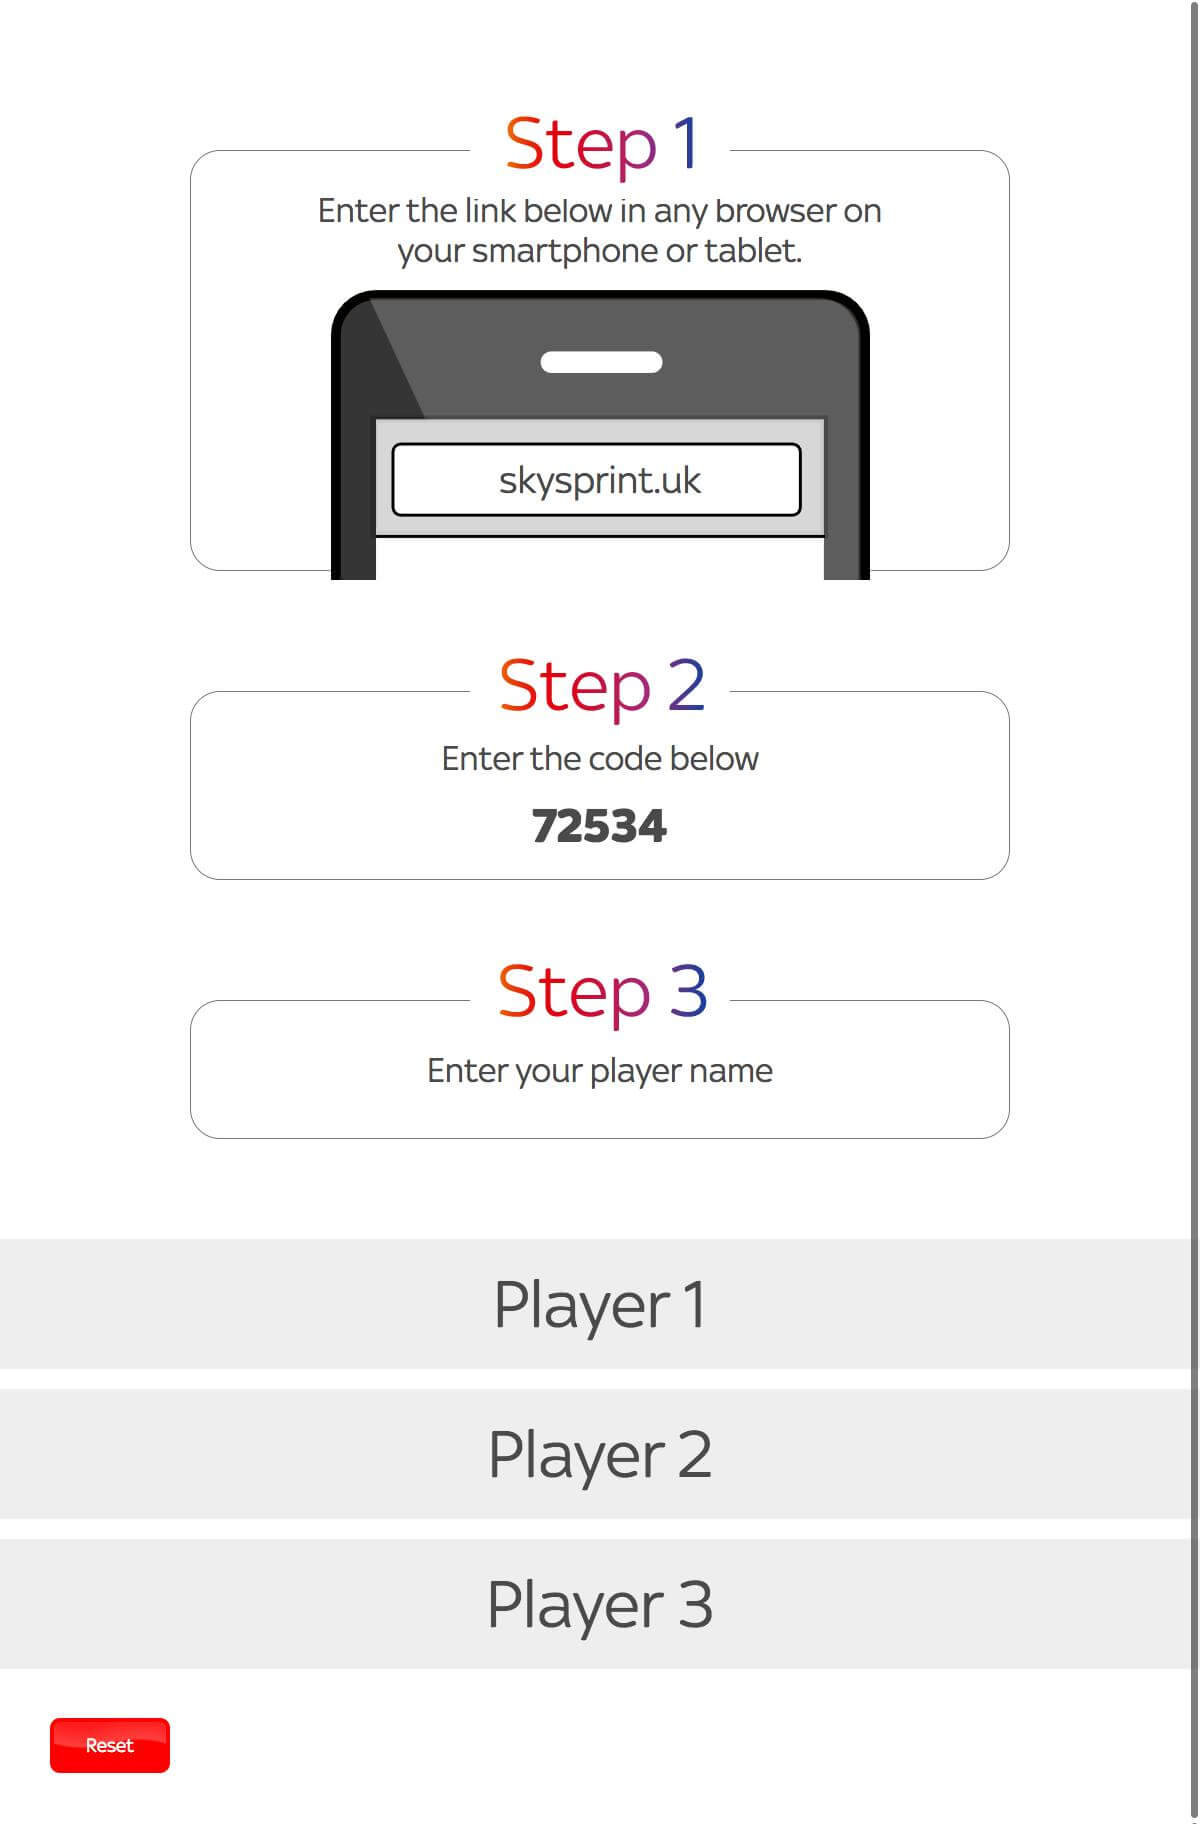 Step 1
Enter the link below in any browser on
your smartphone or tablet.
skysprint.uk
Step 2
Enter the code below
72534
Step 3
Enter your player name
Player 1
Player 2
Player 3
Reset